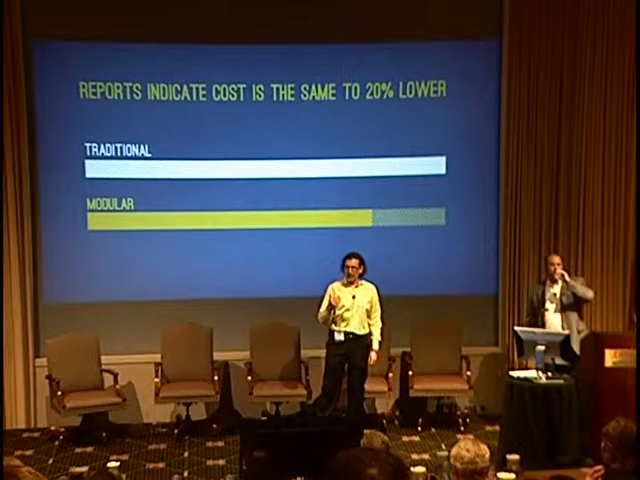 REPORTS INDICATE COST IS THE SAME TO 20% LOWER
TRADITIONAL
MODULAR